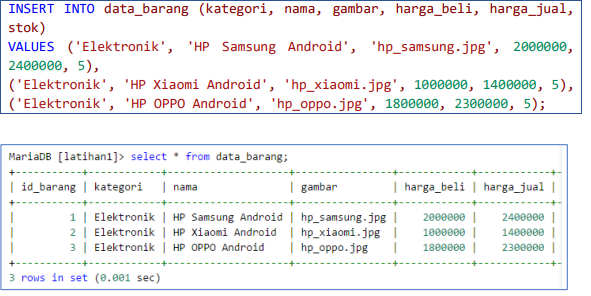 INSERT INTO data_barang (kategori, nama, gambar, harga_beli, harga_jual,
stok)
VALUES ('Elektronik', 'HP Samsung Android', 'hp_samsung.jpg', 2000000,
2400000, 5),
('Elektronik', 'HP Xiaomi Android', 'hp_xiaomi.jpg', 1000000, 1400000, 5),
('Elektronik', 'HP OPPO Android', 'hp_oppo.jpg', 1800000, 2300000, 5);
MariaDB [latihan1]> select * from data_barang;
| id_barang | kategori | nama | gambar | harga_beli | harga_jual |
| 1 | Elektronik | HP Samsung Android | hp_samsung.jpg | 2000000 | 2400000 |
| 2 | Elektronik | HP Xiaomi Android | hp_xiaomi.jpg | 1000000 | 1400000 |
| 3 | Elektronik | HP OPPO Android | hp_oppo.jpg | 1800000 | 2300000 |
3 rows in set (0.001 sec)